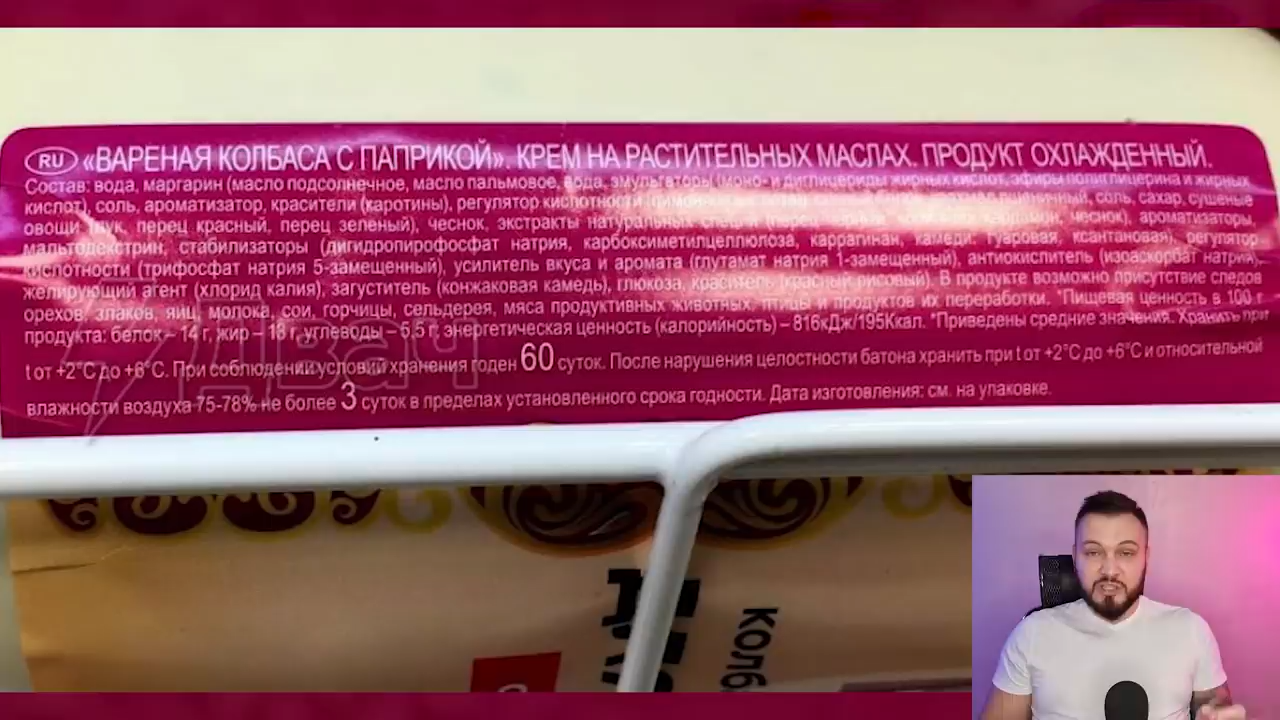 RU «ВАРЕНАЯ КОЛБАСА С ПАПРИКОЙ». КРЕМ НА РАСТИТЕЛЬНЫХ МАСЛАХ. ПРОДУКТ ОХЛАЖДЕННЫЙ.
Состав: вода, маргарин (масло подсолнечное, масло пальмовое, вода, эмульгаторы (моно- и диглицериды жирных кислот, эфиры полиглицерина и жирных
кислот), соль, ароматизатор, красители (каротины), регулятор кислотности соль, сахар, сушеные
овощи (лук, перец красный, перец зеленый), чеснок, экстракты натуральных кардамон, чеснок), ароматизаторы,
мальтодекстрин, стабилизаторы (дигидропирофосфат натрия, карбоксиметилцеллюлоза, каррагинан, камеди: гуаровая, ксантановая), регулятор
кислотности (трифосфат натрия 5-замещенный), усилитель вкуса и аромата (глутамат натрия 1-замещенный), антиокислитель (изоаскорбат натрия),
желирующий агент (хлорид калия), загуститель (конжаковая камедь), глюкоза, краситель (красный рисовый). В продукте возможно присутствие следов
орехов, злаков, яиц, молока, сои, горчицы, сельдерея, мяса продуктивных животных, птицы и продуктов их переработки. *Пищевая ценность в 100 г
продукта: белок – 14 г, жир – 18 г, углеводы – 5,5 г; энергетическая ценность (калорийность) – 816кДж/195Ккал. *Приведены средние значения. Хранить при
t от +2°C до +6°C. При соблюдении условий хранения годен 60 суток. После нарушения целостности батона хранить при t от +2°C до +6°C и относительной
влажности воздуха 75-78% не более 3 суток в пределах установленного срока годности. Дата изготовления: см. на упаковке.
Двач